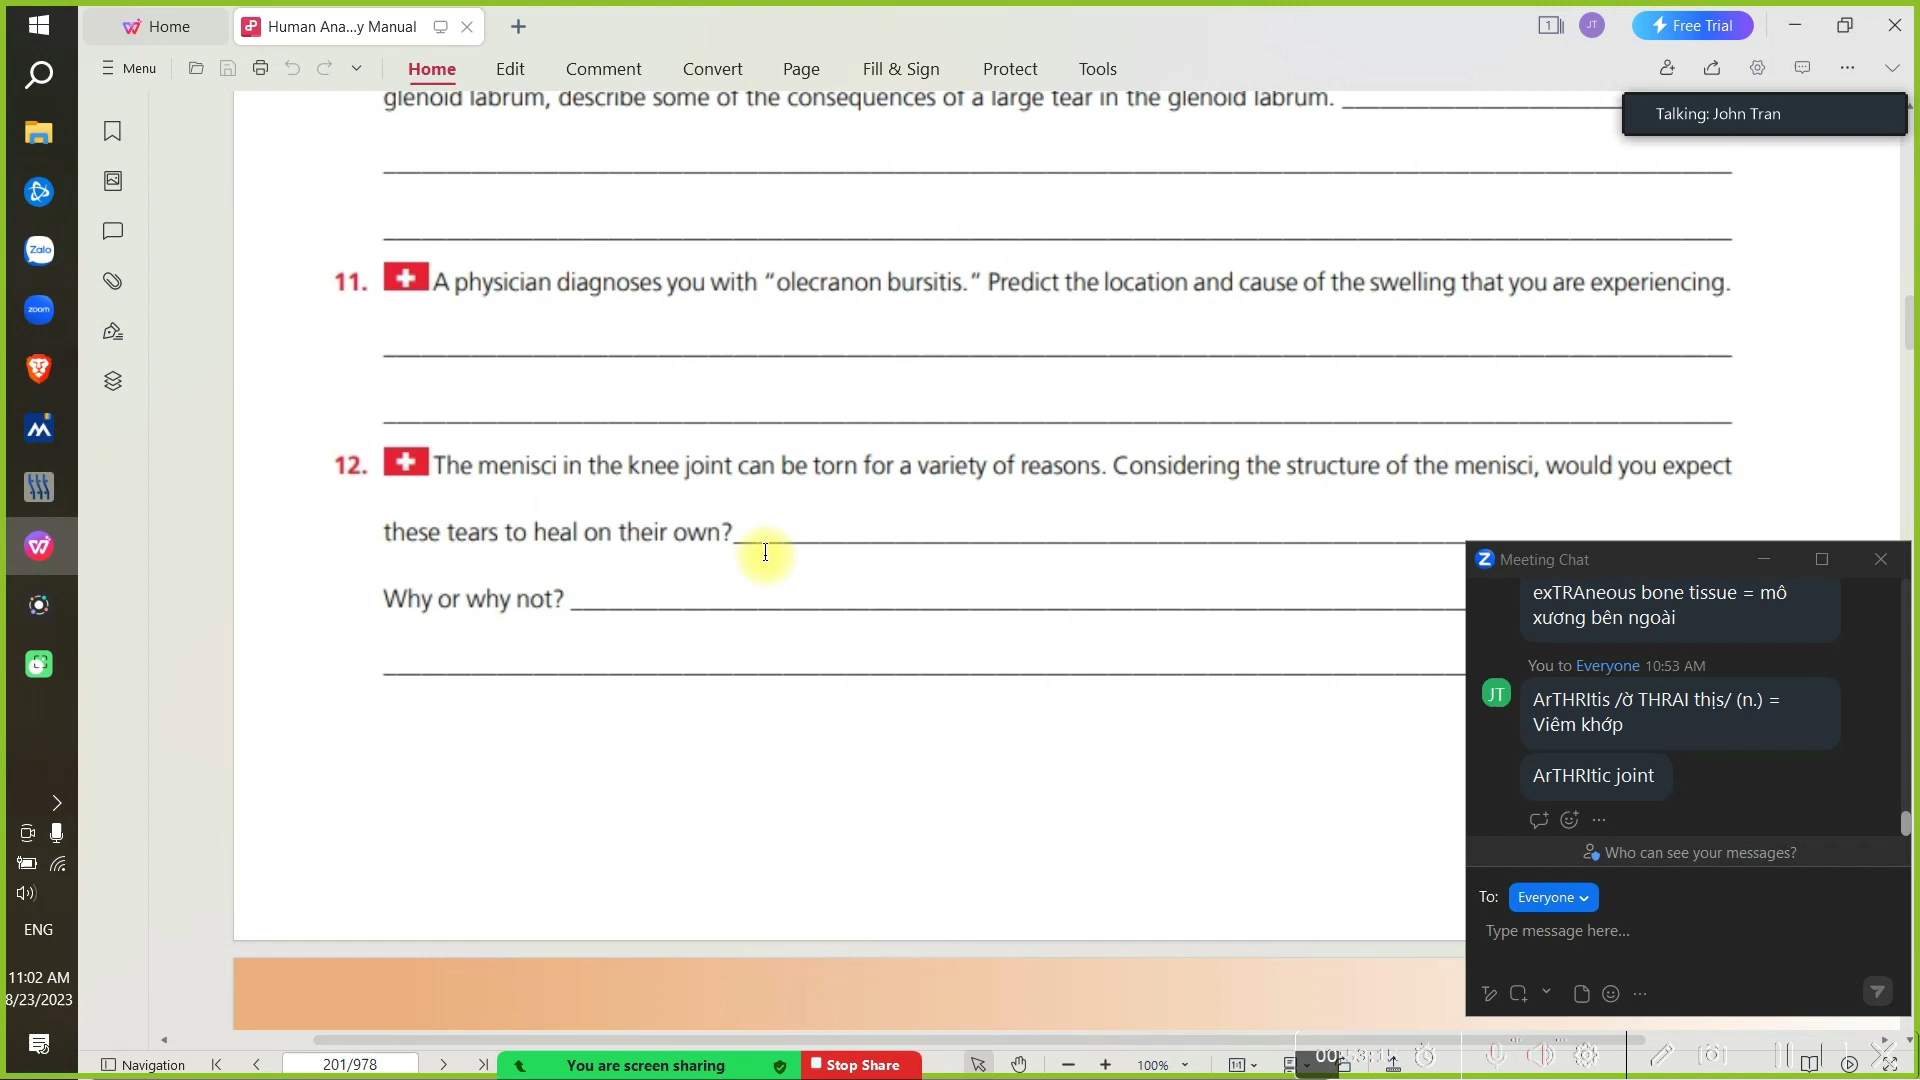 Home
Human Ana...y Manual
1
JT
Free Trial
Menu
Home
Edit
Comment
Convert
Page
Fill & Sign
Protect
Tools
Talking: John Tran
glenoid labrum, describe some of the consequences of a large tear in the glenoid labrum.
11. A physician diagnoses you with “olecranon bursitis.” Predict the location and cause of the swelling that you are experiencing.
12. The menisci in the knee joint can be torn for a variety of reasons. Considering the structure of the menisci, would you expect
these tears to heal on their own?
Why or why not?
Zalo
zoom
ENG
11:02 AM
8/23/2023
Meeting Chat
exTRAneous bone tissue = mô
xương bên ngoài
You to Everyone 10:53 AM
JT
ArTHRItis /ờ THRAI thịs/ (n.) =
Viêm khớp
ArTHRItic joint
Who can see your messages?
To: Everyone
Type message here...
Navigation
201/978
You are screen sharing
Stop Share
100%